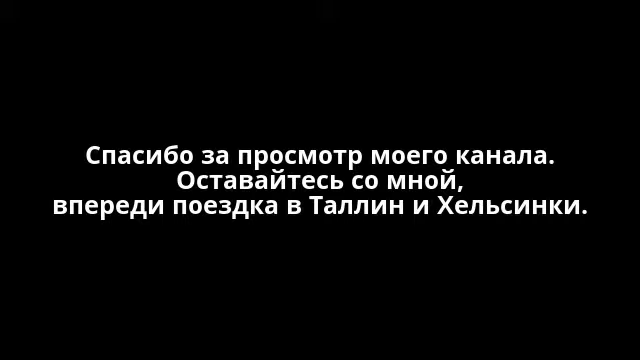 Спасибо за просмотр моего канала.
Оставайтесь со мной,
впереди поездка в Таллин и Хельсинки.